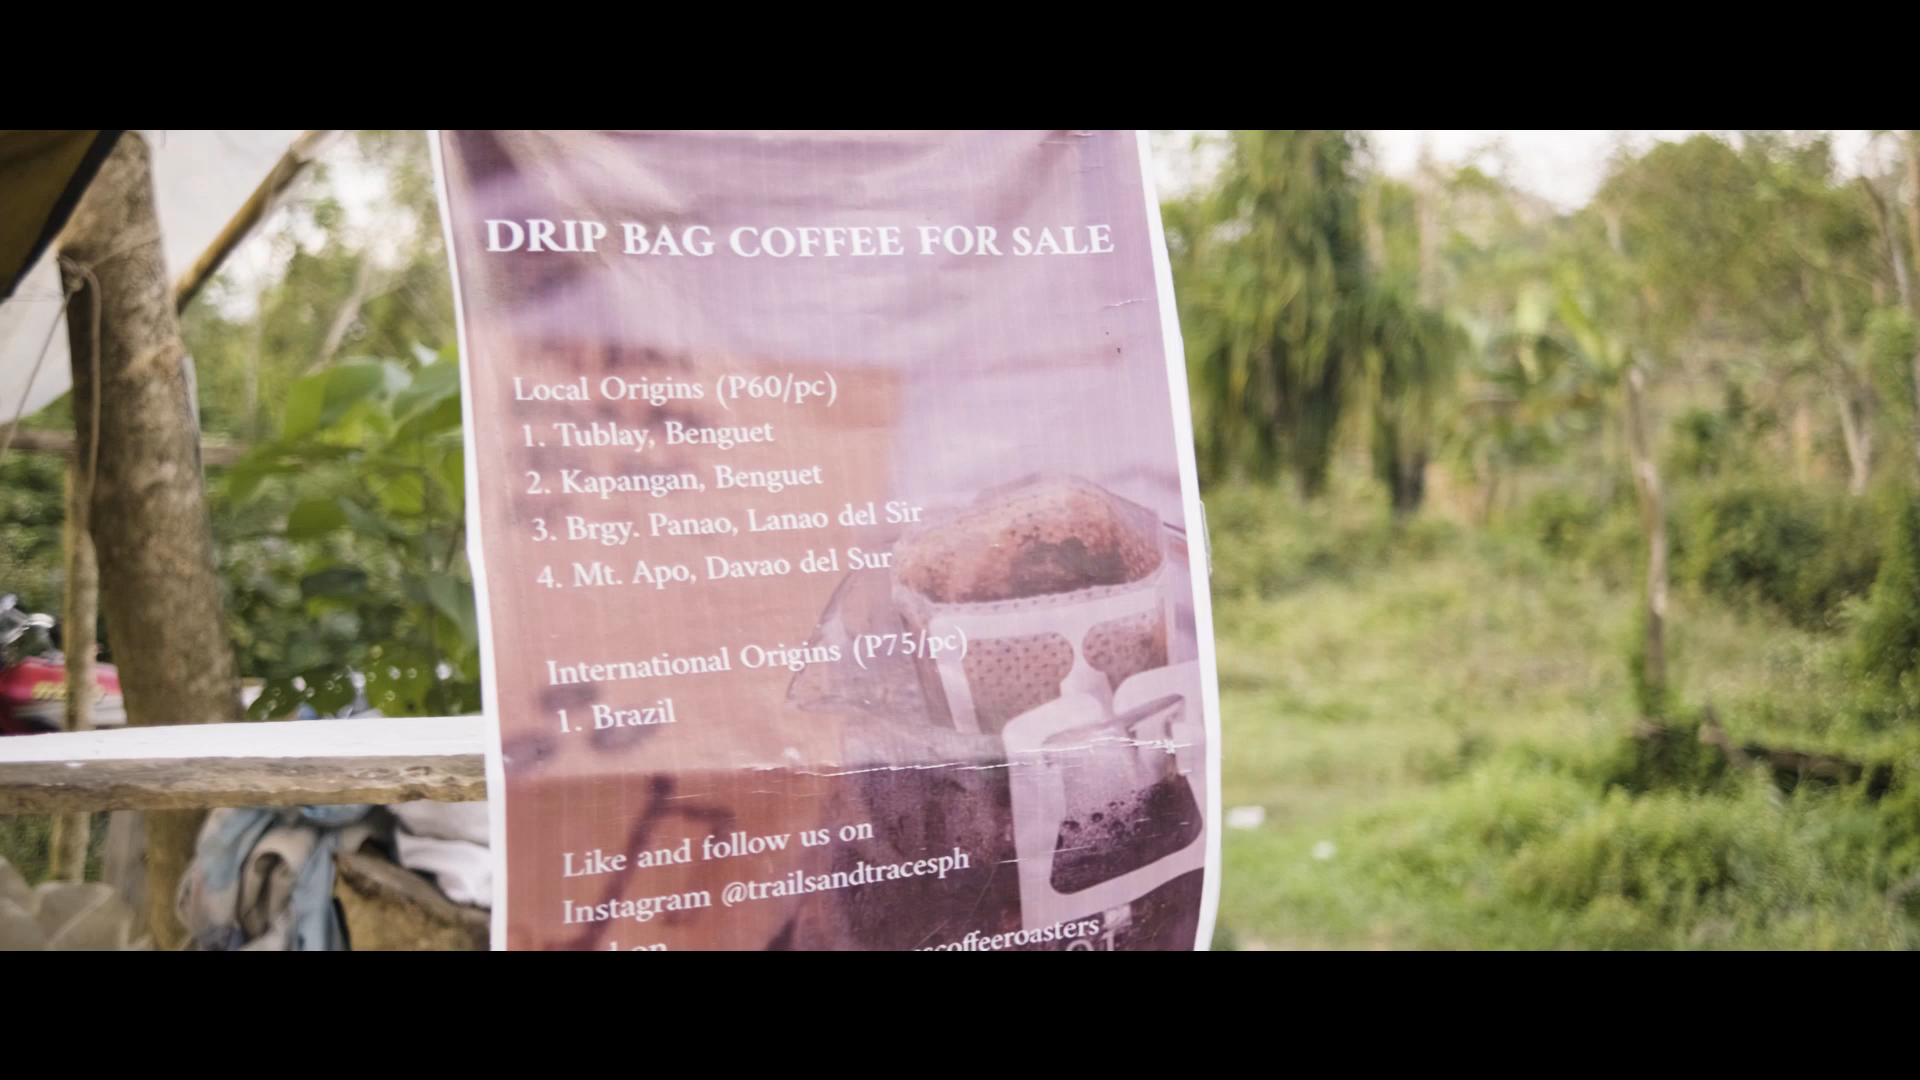 DRIP BAG COFFEE FOR SALE
Local Origins (P60/pc)
1. Tublay, Benguet
2. Kapangan, Benguet
3. Brgy. Panao, Lanao del Sir
4. Mt. Apo, Davao del Sur
International Origins (P75/pc)
1. Brazil
Like and follow us on
Instagram @trailsandtracesph